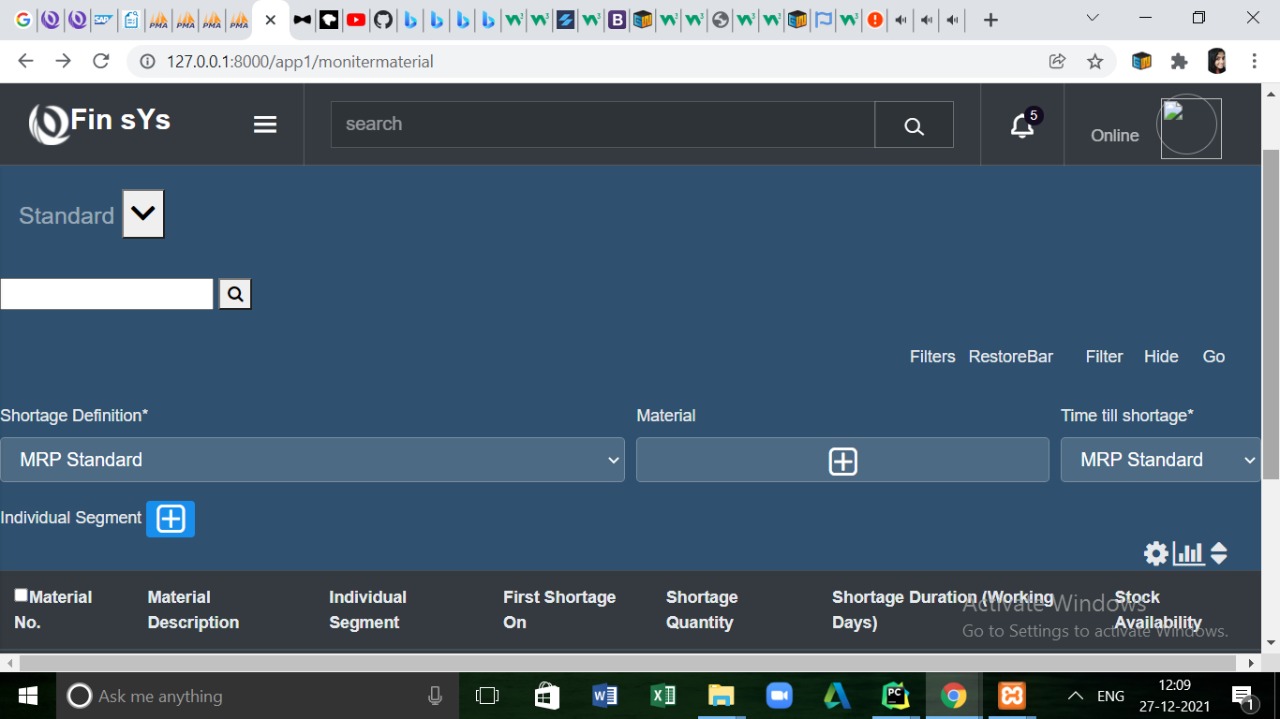 127.0.0.1:8000/app1/monitermaterial
Fin sYs
search
5
Online
Standard
Filters RestoreBar Filter Hide Go
Shortage Definition* Material Time till shortage*
MRP Standard MRP Standard
Individual Segment
Material No. Material Description Individual Segment First Shortage On Shortage Quantity Shortage Duration (Working Days) Stock Availability
Activate Windows
Go to Settings to activate Windows.
Ask me anything
ENG
12:09
27-12-2021
1